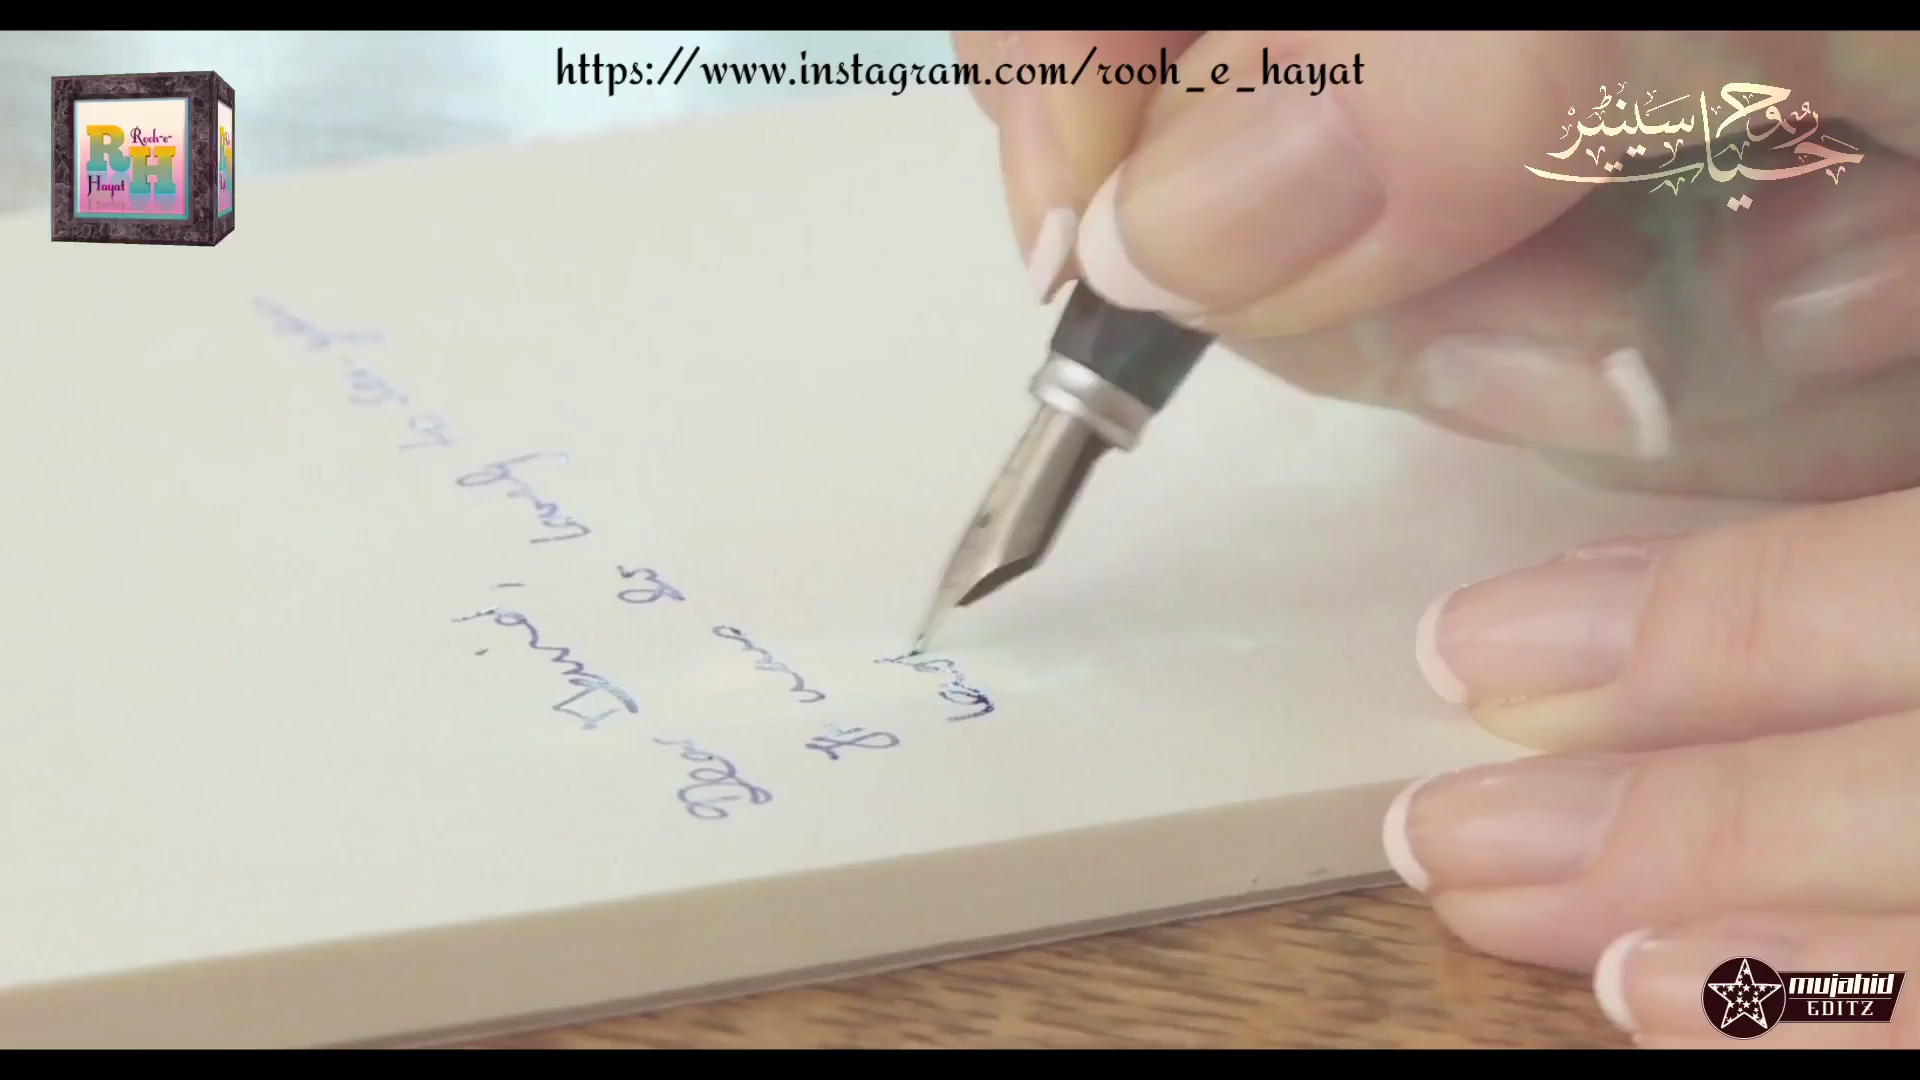 https://www.instagram.com/rooh_e_hayat
Rooh-e-
RH
Hayat
روح حیات سینٹر
Dear Friend,
It was so lovely to see you
mujahid
EDITZ